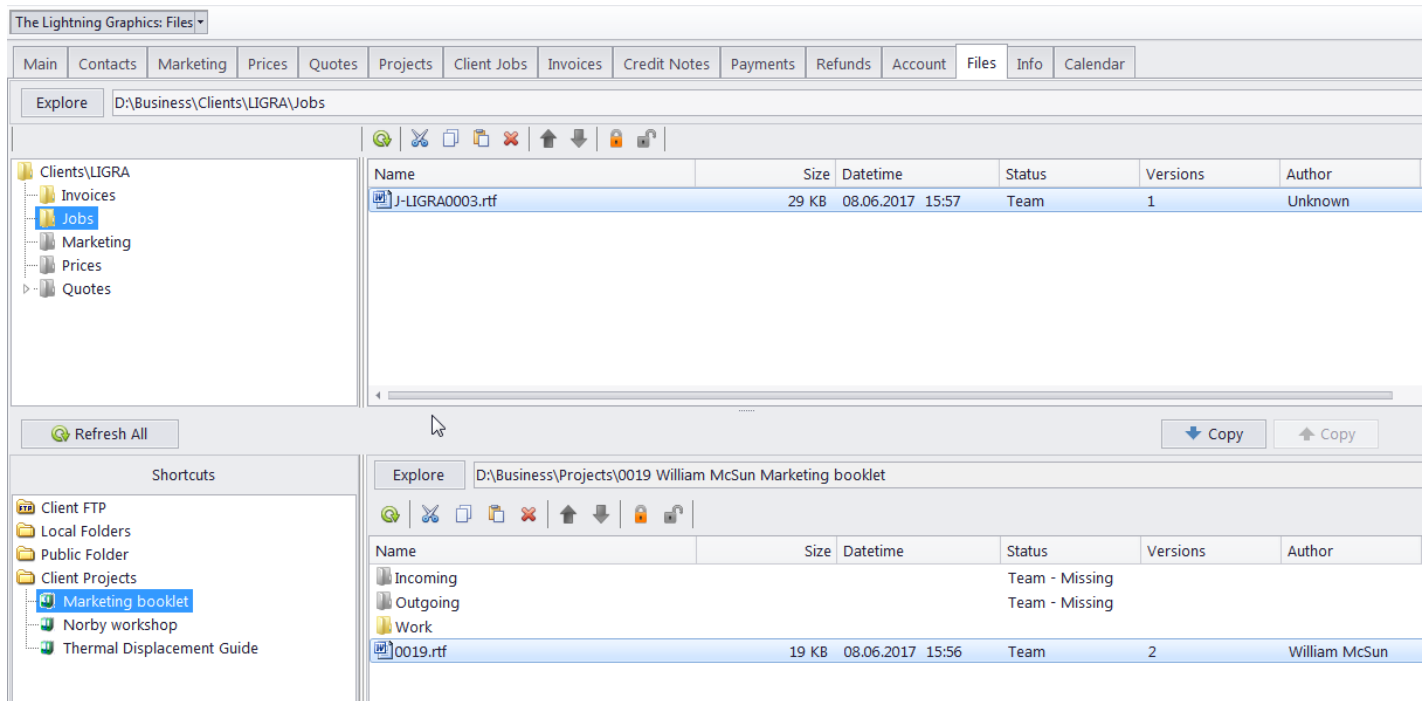 The Lightning Graphics: Files
Main Contacts Marketing Prices Quotes Projects Client Jobs Invoices Credit Notes Payments Refunds Account Files Info Calendar
Explore D:\Business\Clients\LIGRA\Jobs
Clients\LIGRA
Invoices
Jobs
Marketing
Prices
Quotes
Name Size Datetime Status Versions Author
J-LIGRA0003.rtf 29 KB 08.06.2017 15:57 Team 1 Unknown
Refresh All
Copy Copy
Shortcuts
Client FTP
Local Folders
Public Folder
Client Projects
Marketing booklet
Norby workshop
Thermal Displacement Guide
Explore D:\Business\Projects\0019 William McSun Marketing booklet
Name Size Datetime Status Versions Author
Incoming Team - Missing
Outgoing Team - Missing
Work
0019.rtf 19 KB 08.06.2017 15:56 Team 2 William McSun